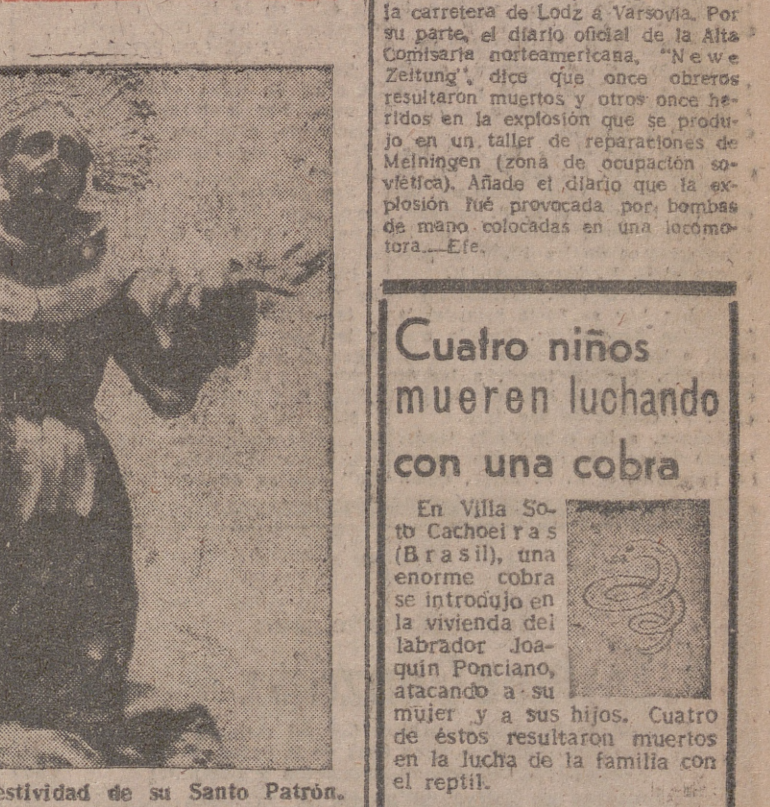 la carretera de Lodz a Varsovia. Por
su parte, el diario oficial de la Alta
Comisaría norteamericana, "Newe
Zeitung", dice que once obreros
resultaron muertos y otros once he-
ridos en la explosión que se produ-
jo en un taller de reparaciones de
Meiningen (zona de ocupación so-
viética). Añade el diario que la ex-
plosión fué provocada por bombas
de mano colocadas en una locomo-
tora.—Efe.
Cuatro niños
mueren luchando
con una cobra
En Villa So-
to Cachoeiras
(Brasil), una
enorme cobra
se introdujo en
la vivienda del
labrador Joa-
quín Ponciano,
atacando a su
mujer y a sus hijos. Cuatro
de éstos resultaron muertos
en la lucha de la familia con
el reptil.
estividad de su Santo Patrón.